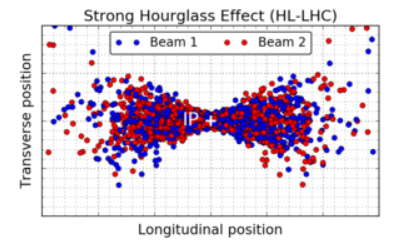 Strong Hourglass Effect (HL-LHC)
Beam 1 Beam 2
Transverse position
IP
Longitudinal position